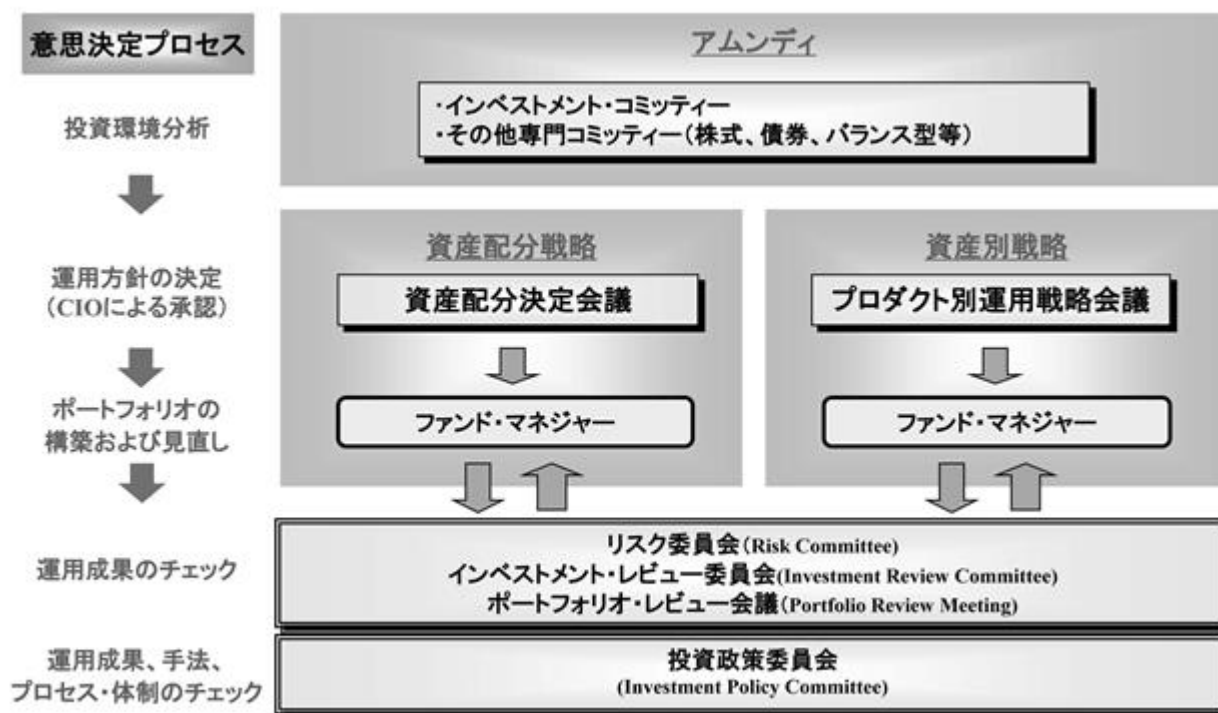 意思決定プロセス
アムンディ
投資環境分析
・インベストメント・コミッティー
・その他専門コミッティー（株式、債券、バランス型等）
運用方針の決定
（CIOによる承認）
資産配分戦略
資産配分決定会議
ファンド・マネジャー
資産別戦略
プロダクト別運用戦略会議
ファンド・マネジャー
ポートフォリオの
構築および見直し
運用成果のチェック
リスク委員会（Risk Committee）
インベストメント・レビュー委員会(Investment Review Committee)
ポートフォリオ・レビュー会議（Portfolio Review Meeting）
運用成果、手法、
プロセス・体制のチェック
投資政策委員会
(Investment Policy Committee)